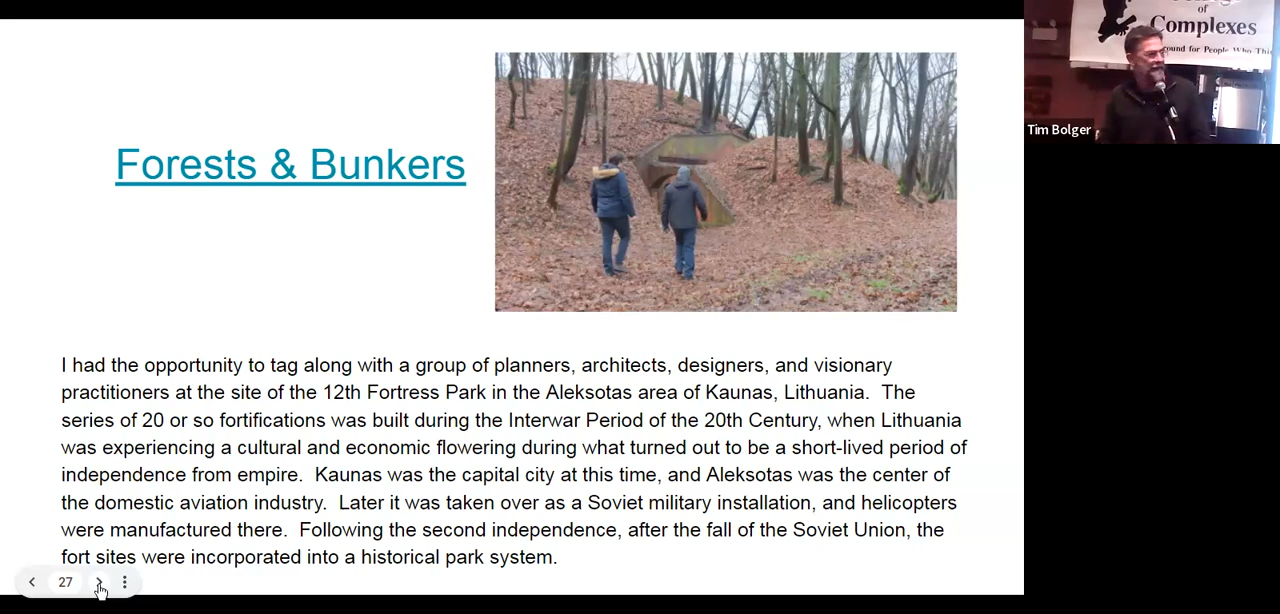 of
Complexes
Tim Bolger
Forests & Bunkers
I had the opportunity to tag along with a group of planners, architects, designers, and visionary
practitioners at the site of the 12th Fortress Park in the Aleksotas area of Kaunas, Lithuania.  The
series of 20 or so fortifications was built during the Interwar Period of the 20th Century, when Lithuania
was experiencing a cultural and economic flowering during what turned out to be a short-lived period of
independence from empire.  Kaunas was the capital city at this time, and Aleksotas was the center of
the domestic aviation industry.  Later it was taken over as a Soviet military installation, and helicopters
were manufactured there.  Following the second independence, after the fall of the Soviet Union, the
fort sites were incorporated into a historical park system.
27